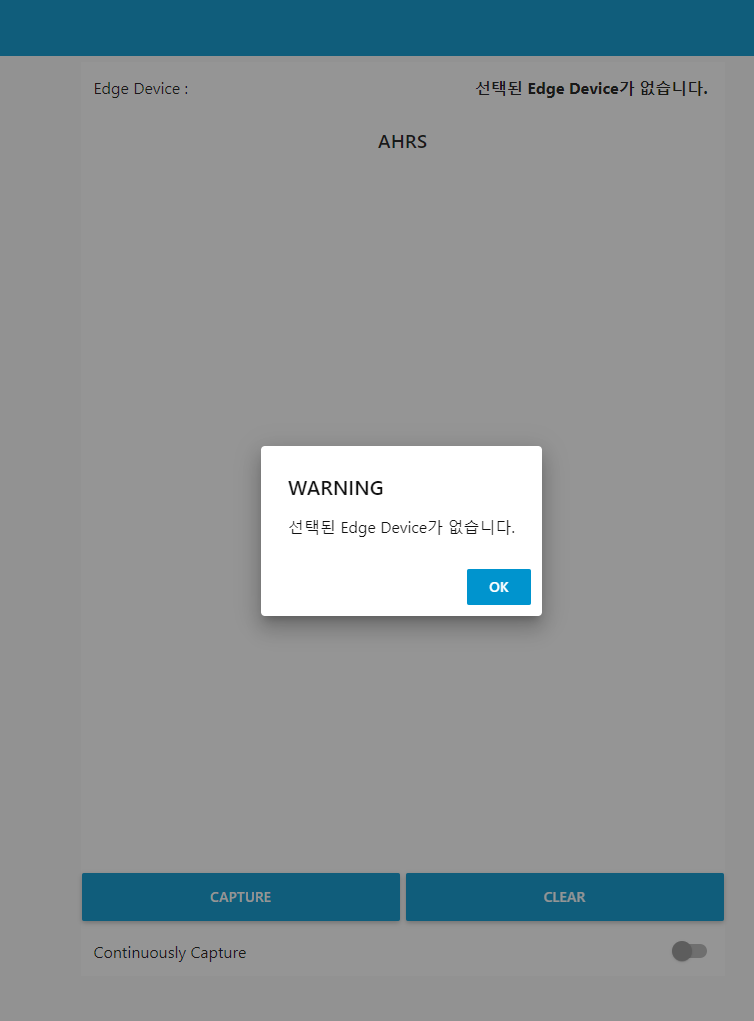 Edge Device : 선택된 Edge Device가 없습니다.
AHRS
WARNING
선택된 Edge Device가 없습니다.
OK
CAPTURE CLEAR
Continuously Capture